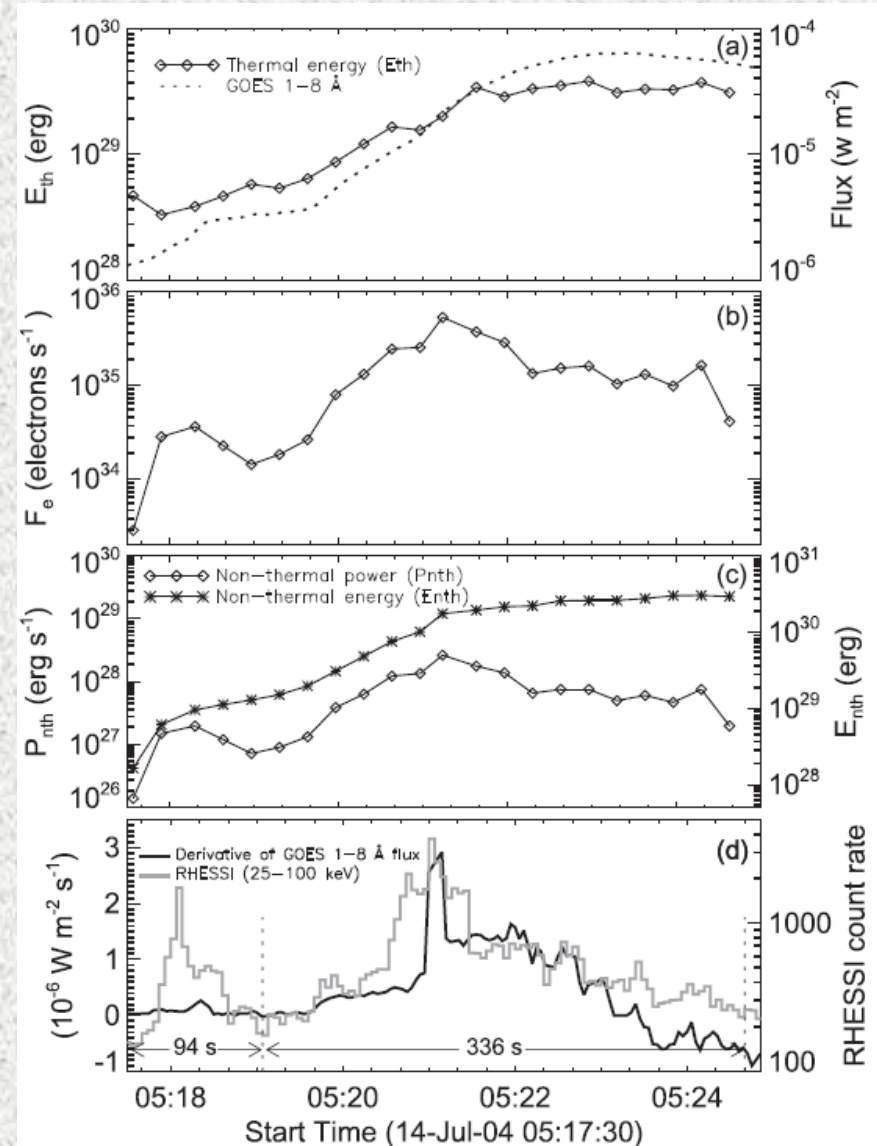 (a)
Thermal energy (Eth)
GOES 1–8 Å
10^30
10^29
10^28
E_th (erg)
10^-4
10^-5
10^-6
Flux (w m^-2)
(b)
10^36
10^35
10^34
F_e (electrons s^-1)
(c)
Non–thermal power (Pnth)
Non–thermal energy (Enth)
10^30
10^29
10^28
10^27
10^26
P_nth (erg s^-1)
10^31
10^30
10^29
10^28
E_nth (erg)
(d)
Derivative of GOES 1–8 Å flux
RHESSI (25–100 keV)
3
2
1
0
-1
(10^-6 W m^-2 s^-1)
1000
100
RHESSI count rate
94 s
336 s
05:18 05:20 05:22 05:24
Start Time (14-Jul-04 05:17:30)